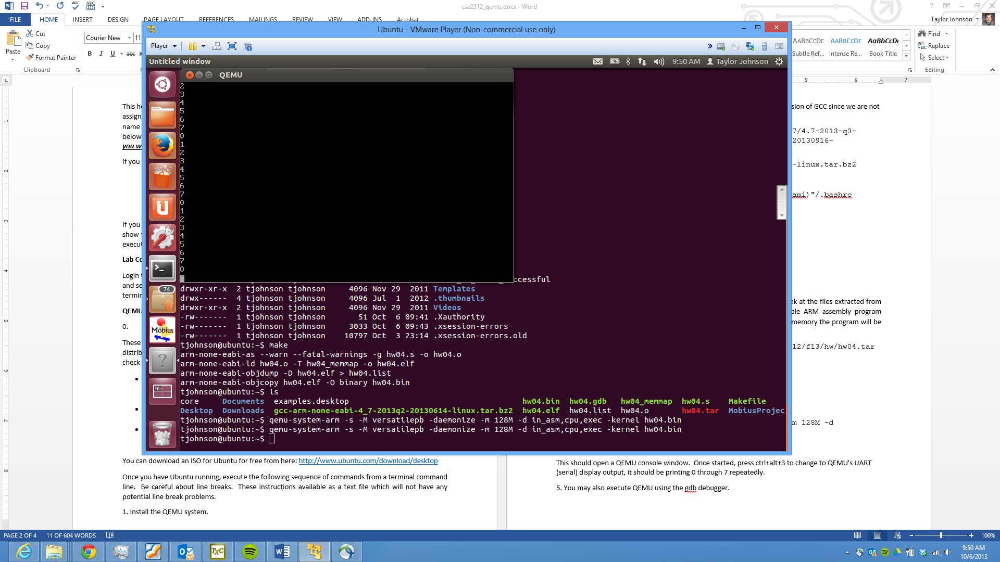 cse2312_qemu.docx - Word
FILE HOME INSERT DESIGN PAGE LAYOUT REFERENCES MAILINGS REVIEW VIEW ADD-INS Acrobat
Taylor Johnson
Paste
Cut
Copy
Format Painter
Clipboard
Courier New 11
B I U abc
AABBCCDE AABBCCDE AaBbCcDd
Subtle Ref... Intense Re... Book Title
Find
Replace
Select
Editing
Ubuntu - VMware Player (Non-commercial use only)
Player
Untitled window
9:50 AM Taylor Johnson
QEMU
2
3
4
5
6
7
0
1
2
3
4
5
6
7
0
1
2
3
4
5
6
7
0
ccessful
drwxr-xr-x 2 tjohnson tjohnson 4096 Nov 29 2011 Templates
drwx------ 4 tjohnson tjohnson 4096 Jul 1 2012 .thumbnails
drwxr-xr-x 2 tjohnson tjohnson 4096 Nov 29 2011 Videos
-rw------- 1 tjohnson tjohnson 51 Oct 6 09:41 .Xauthority
-rw------- 1 tjohnson tjohnson 3033 Oct 6 09:43 .xsession-errors
-rw------- 1 tjohnson tjohnson 10797 Oct 3 23:14 .xsession-errors.old
tjohnson@ubuntu:~$ make
arm-none-eabi-as --warn --fatal-warnings -g hw04.s -o hw04.o
arm-none-eabi-ld hw04.o -T hw04_memmap -o hw04.elf
arm-none-eabi-objdump -D hw04.elf > hw04.list
arm-none-eabi-objcopy hw04.elf -O binary hw04.bin
tjohnson@ubuntu:~$ ls
core Documents examples.desktop hw04.bin hw04.gdb hw04_memmap hw04.s Makefile
Desktop Downloads gcc-arm-none-eabi-4_7-2013q2-20130614-linux.tar.bz2 hw04.elf hw04.list hw04.o hw04.tar MobiusProjec
tjohnson@ubuntu:~$ qemu-system-arm -s -M versatilepb -daemonize -m 128M -d in_asm,cpu,exec -kernel hw04.bin
tjohnson@ubuntu:~$ qemu-system-arm -s -M versatilepb -daemonize -m 128M -d in_asm,cpu,exec -kernel hw04.bin
tjohnson@ubuntu:~$
74
Möbius
This h
assign
name
below
you w
If you
If you
show
execut
Lab Co
Login
and se
termin
QEMU
0.
These
distrib
check
You can download an ISO for Ubuntu for free from here: http://www.ubuntu.com/download/desktop
Once you have Ubuntu running, execute the following sequence of commands from a terminal command
line. Be careful about line breaks. These instructions available as a text file which will not have any
potential line break problems.
1. Install the QEMU system.
5 6 7
sion of GCC since we are not
7/4.7-2013-q3-
20130916-
-linux.tar.bz2
ami)"/.bashrc
ok at the files extracted from
ple ARM assembly program
memory the program will be
12/f13/hw/hw04.tar
m 128M -d
This should open a QEMU console window. Once started, press ctrl+alt+3 to change to QEMU's UART
(serial) display output, it should be printing 0 through 7 repeatedly.
5. You may also execute QEMU using the gdb debugger.
PAGE 2 OF 4 11 OF 604 WORDS
100%
TXC
9:50 AM
10/6/2013